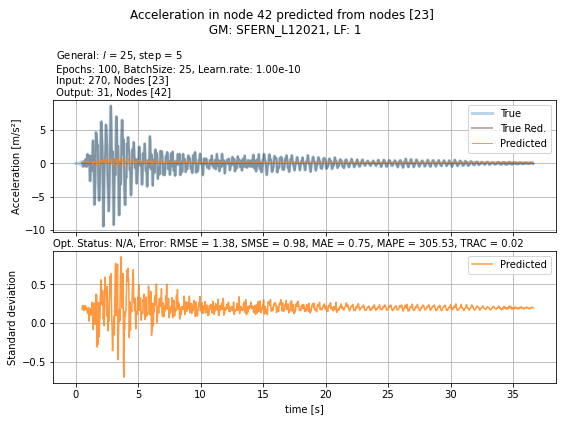 Acceleration in node 42 predicted from nodes [23]
GM: SFERN_L12021, LF: 1
General: l = 25, step = 5
Epochs: 100, BatchSize: 25, Learn.rate: 1.00e-10
Input: 270, Nodes [23]
Output: 31, Nodes [42]
Acceleration [m/s²]
5
0
−5
−10
True
True Red.
Predicted
Opt. Status: N/A, Error: RMSE = 1.38, SMSE = 0.98, MAE = 0.75, MAPE = 305.53, TRAC = 0.02
Standard deviation
0.5
0.0
−0.5
Predicted
0 5 10 15 20 25 30 35
time [s]